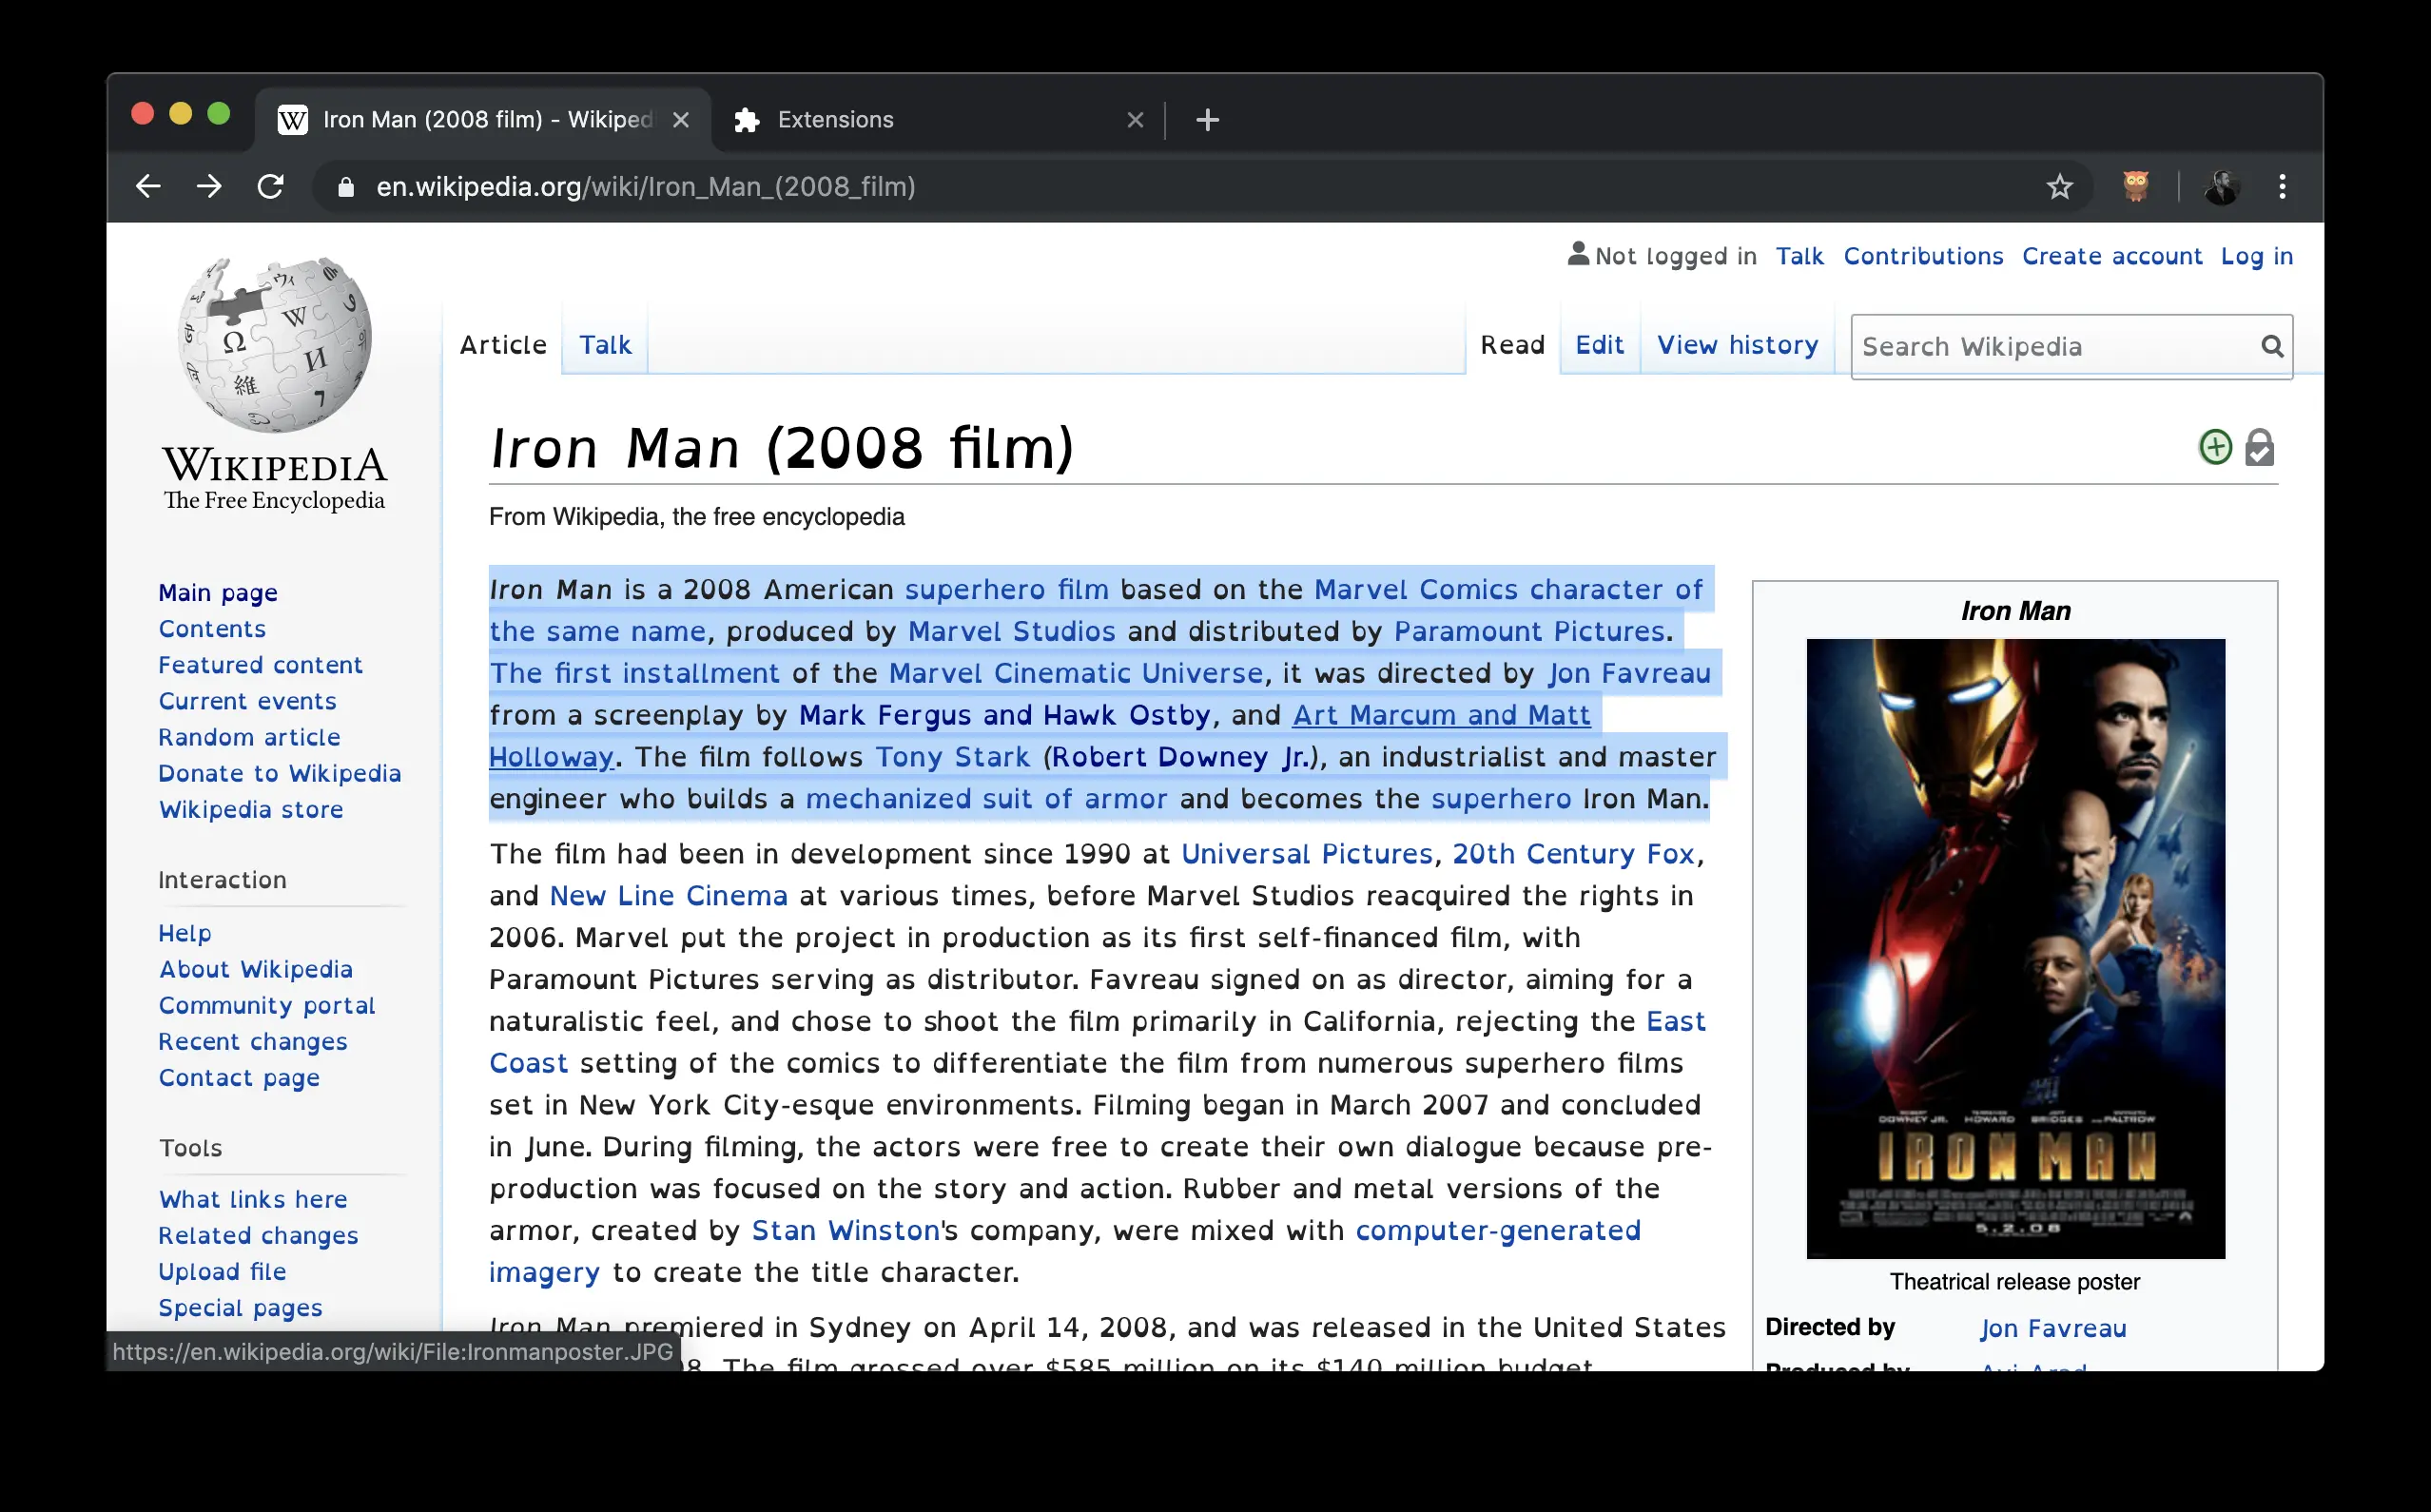 Iron Man (2008 film) - Wikiped
Extensions
en.wikipedia.org/wiki/Iron_Man_(2008_film)
Not logged in Talk Contributions Create account Log in
Article Talk Read Edit View history Search Wikipedia
WIKIPEDIA
The Free Encyclopedia
Main page
Contents
Featured content
Current events
Random article
Donate to Wikipedia
Wikipedia store
Interaction
Help
About Wikipedia
Community portal
Recent changes
Contact page
Tools
What links here
Related changes
Upload file
Special pages
https://en.wikipedia.org/wiki/File:Ironmanposter.JPG
Iron Man (2008 film)
From Wikipedia, the free encyclopedia
Iron Man is a 2008 American superhero film based on the Marvel Comics character of
the same name, produced by Marvel Studios and distributed by Paramount Pictures.
The first installment of the Marvel Cinematic Universe, it was directed by Jon Favreau
from a screenplay by Mark Fergus and Hawk Ostby, and Art Marcum and Matt
Holloway. The film follows Tony Stark (Robert Downey Jr.), an industrialist and master
engineer who builds a mechanized suit of armor and becomes the superhero Iron Man.
The film had been in development since 1990 at Universal Pictures, 20th Century Fox,
and New Line Cinema at various times, before Marvel Studios reacquired the rights in
2006. Marvel put the project in production as its first self-financed film, with
Paramount Pictures serving as distributor. Favreau signed on as director, aiming for a
naturalistic feel, and chose to shoot the film primarily in California, rejecting the East
Coast setting of the comics to differentiate the film from numerous superhero films
set in New York City-esque environments. Filming began in March 2007 and concluded
in June. During filming, the actors were free to create their own dialogue because pre-
production was focused on the story and action. Rubber and metal versions of the
armor, created by Stan Winston's company, were mixed with computer-generated
imagery to create the title character.
Iron Man premiered in Sydney on April 14, 2008, and was released in the United States
8. The film grossed over $585 million on its $140 million budget,
Iron Man
DOWNEY JR. HOWARD BRIDGES PALTROW
IRON MAN
5.2.08
Theatrical release poster
Directed by Jon Favreau
Produced by Avi Arad